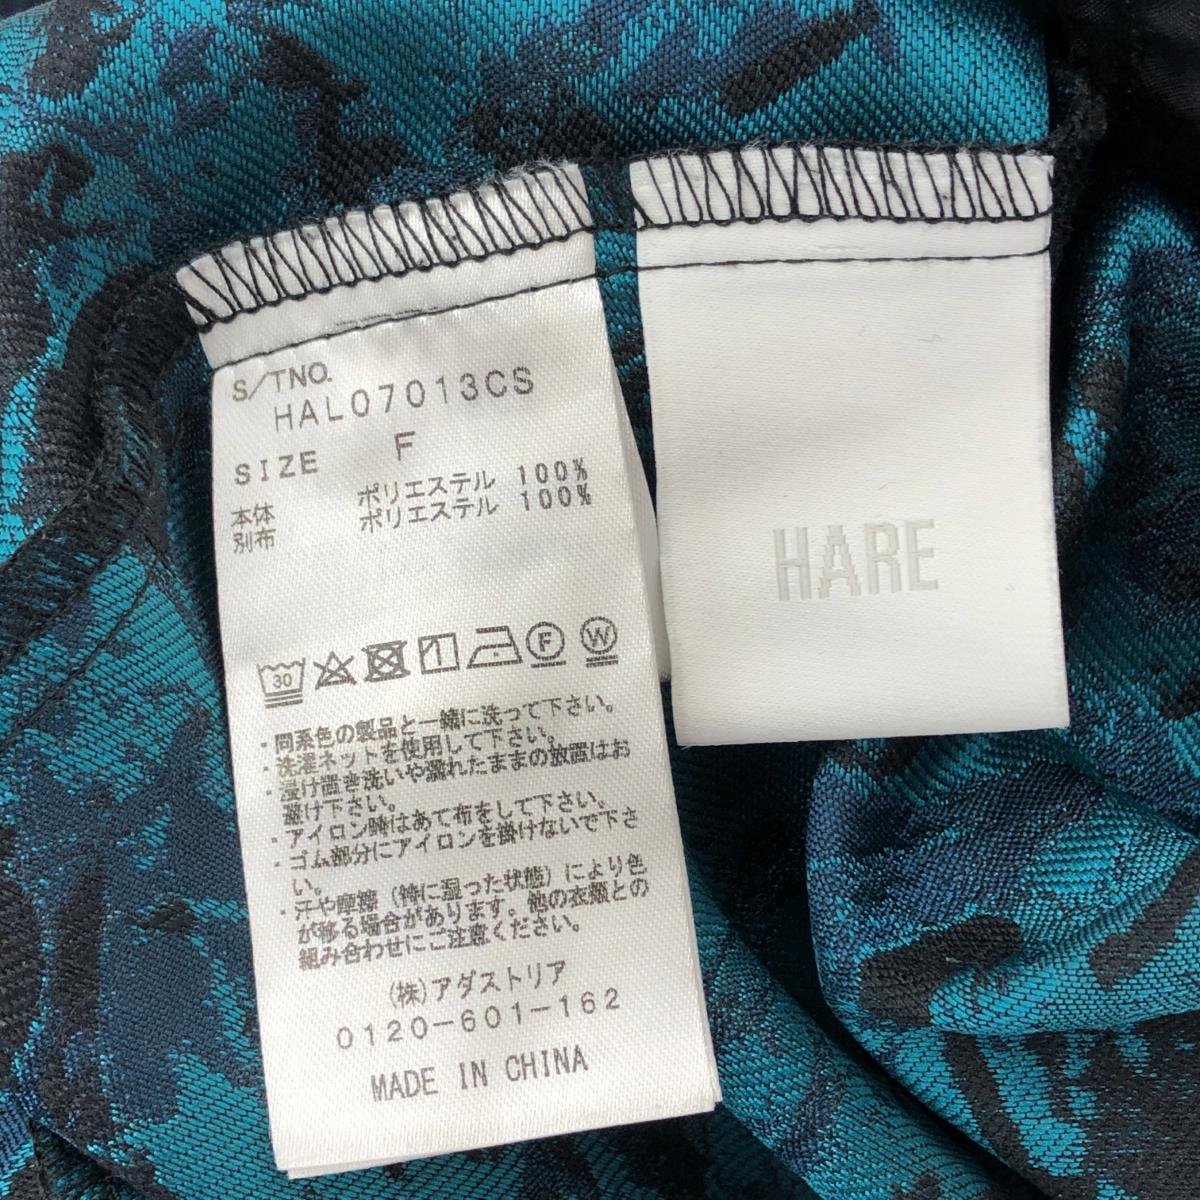 S/TNO.
HAL07013CS
SIZE F
本体 ポリエステル 100%
別布 ポリエステル 100%
30
F
W
・同系色の製品と一緒に洗って下さい。
・洗濯ネットを使用して下さい。
・浸け置き洗いや濡れたままの放置はお
避け下さい。
・アイロン時はあて布をして下さい。
・ゴム部分にアイロンを掛けないで下さ
い。
・汗や摩擦(特に湿った状態)により色
が移る場合があります。他の衣類との
組み合わせにご注意ください。
(株)アダストリア
0120-601-162
MADE IN CHINA
HARE